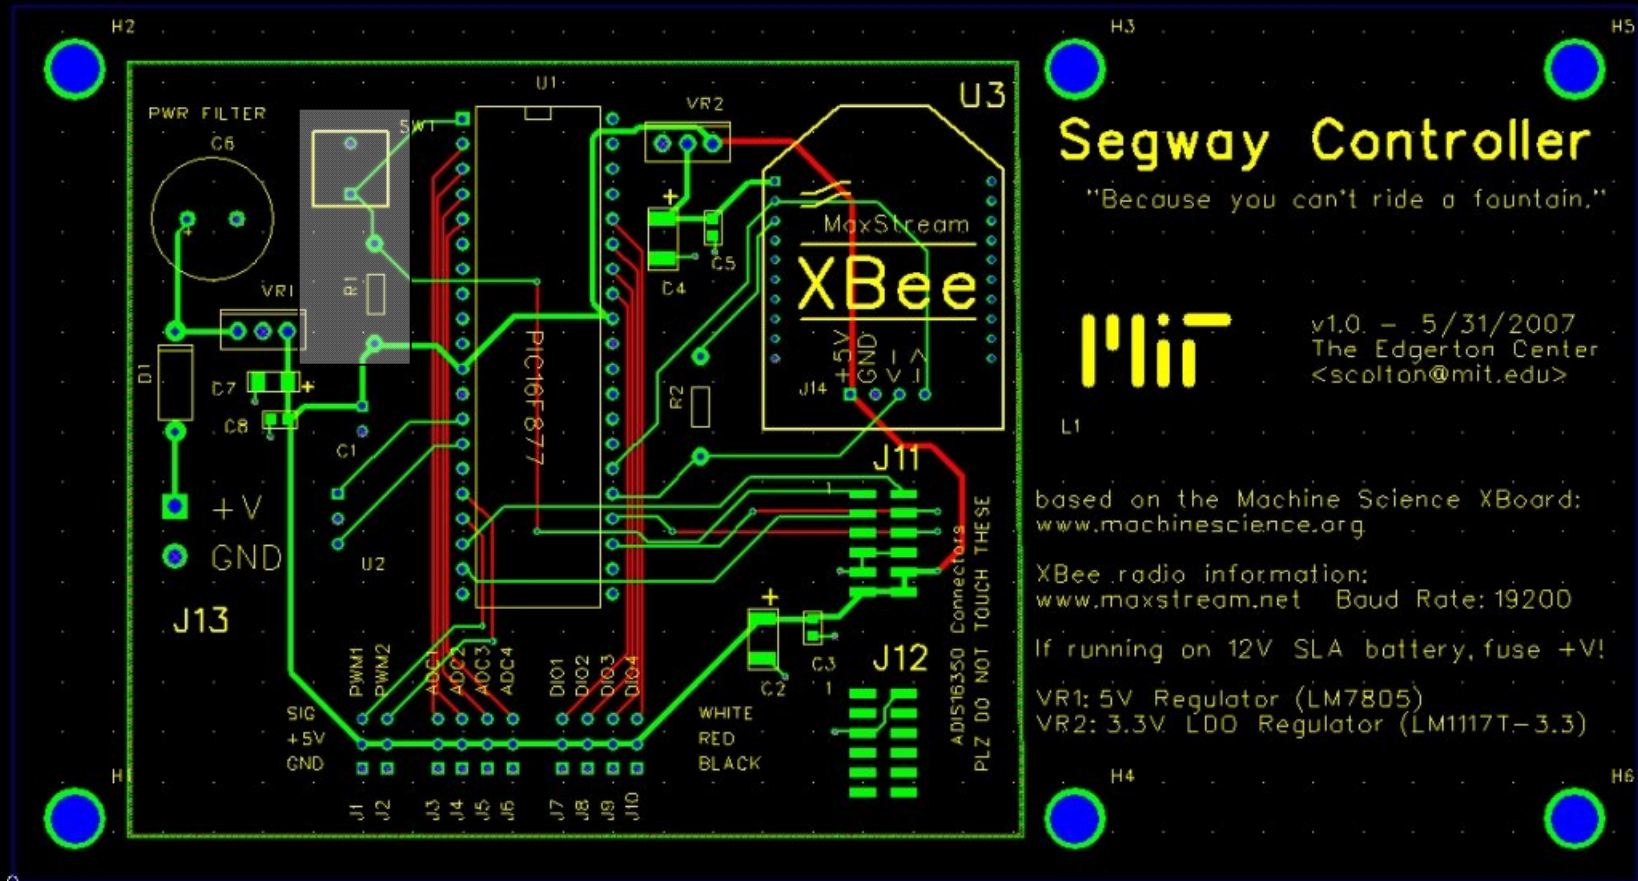 H2
H3
H5
U1
U3
PWR FILTER
C6
SW1
VR2
Segway Controller
"Because you can't ride a fountain."
+
MaxStream
XBee
C5
C4
R1
VR1
+
+5V
GND
V-
->
J14
MiT
v1.0 - 5/31/2007
The Edgerton Center
<scolton@mit.edu>
D1
C7
+
C8
C1
PIC16F877
R2
L1
J11
1
+V
GND
U2
J13
based on the Machine Science XBoard:
www.machinescience.org
XBee radio information:
www.maxstream.net Baud Rate: 19200
If running on 12V SLA battery, fuse +V!
VR1: 5V Regulator (LM7805)
VR2: 3.3V LDO Regulator (LM1117T-3.3)
ADIS16350 Connectors
PLZ DO NOT TOUCH THESE
+
C3
C2
J12
1
PWM1
PWM2
ADC1
ADC2
ADC3
ADC4
DIO1
DIO2
DIO3
DIO4
SIG
+5V
GND
WHITE
RED
BLACK
J1
J2
J3
J4
J5
J6
J7
J8
J9
J10
H1
H4
H6